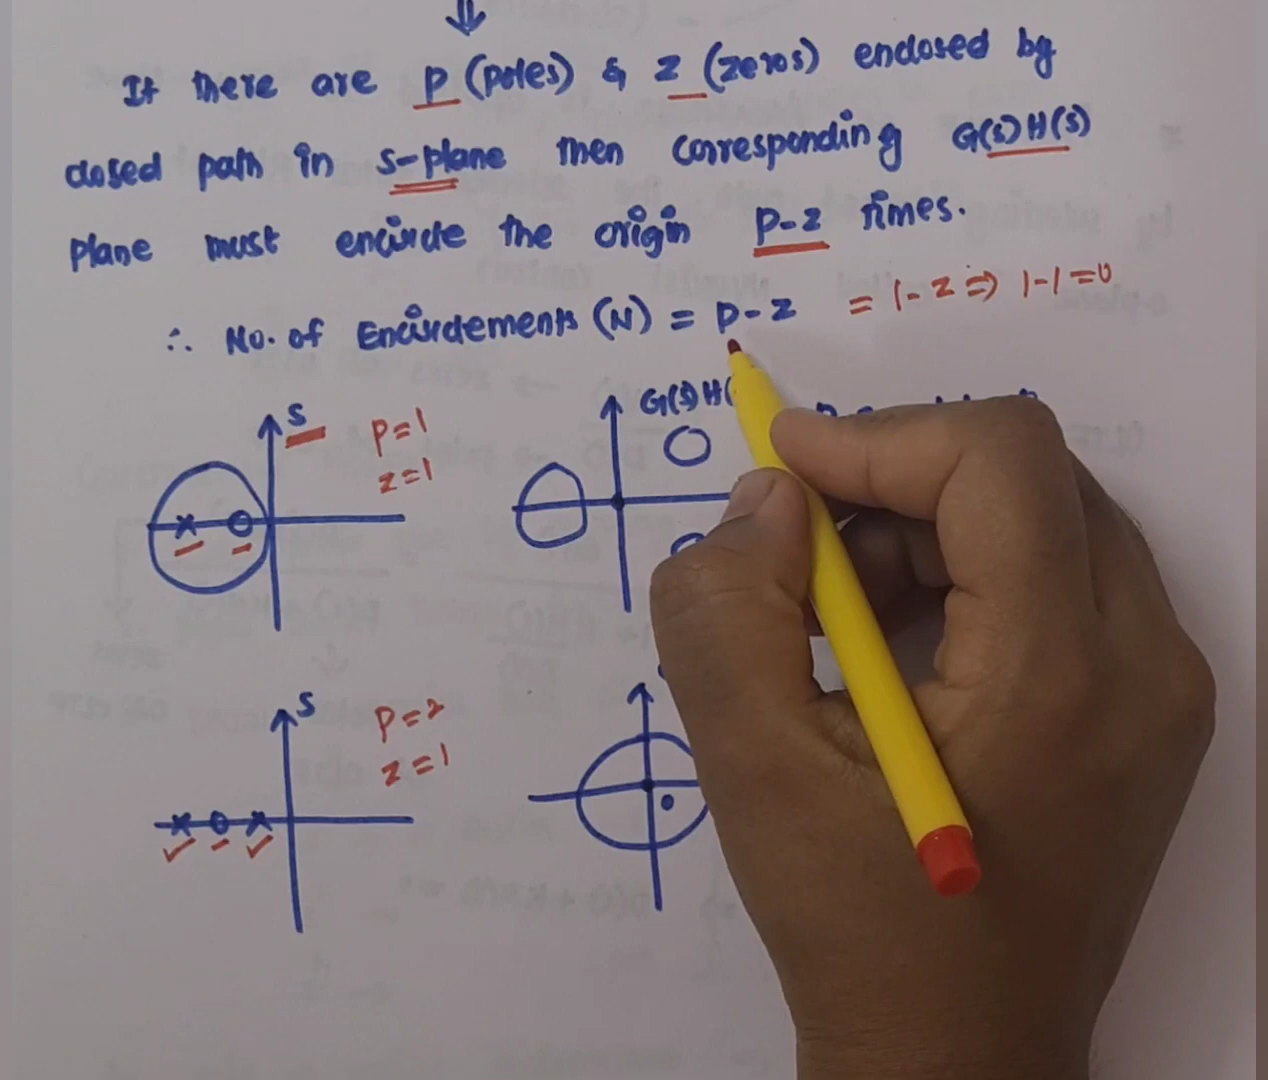 If there are P (poles) & Z (zeros) enclosed by
closed path in s-plane then corresponding G(s)H(s)
Plane must encircle the origin P-Z times.
∴ No. of Encirclements (N) = P-Z = 1-Z ⇒ 1-1=0
S P=1 G(s)H(
Z=1
S P=2
Z=1